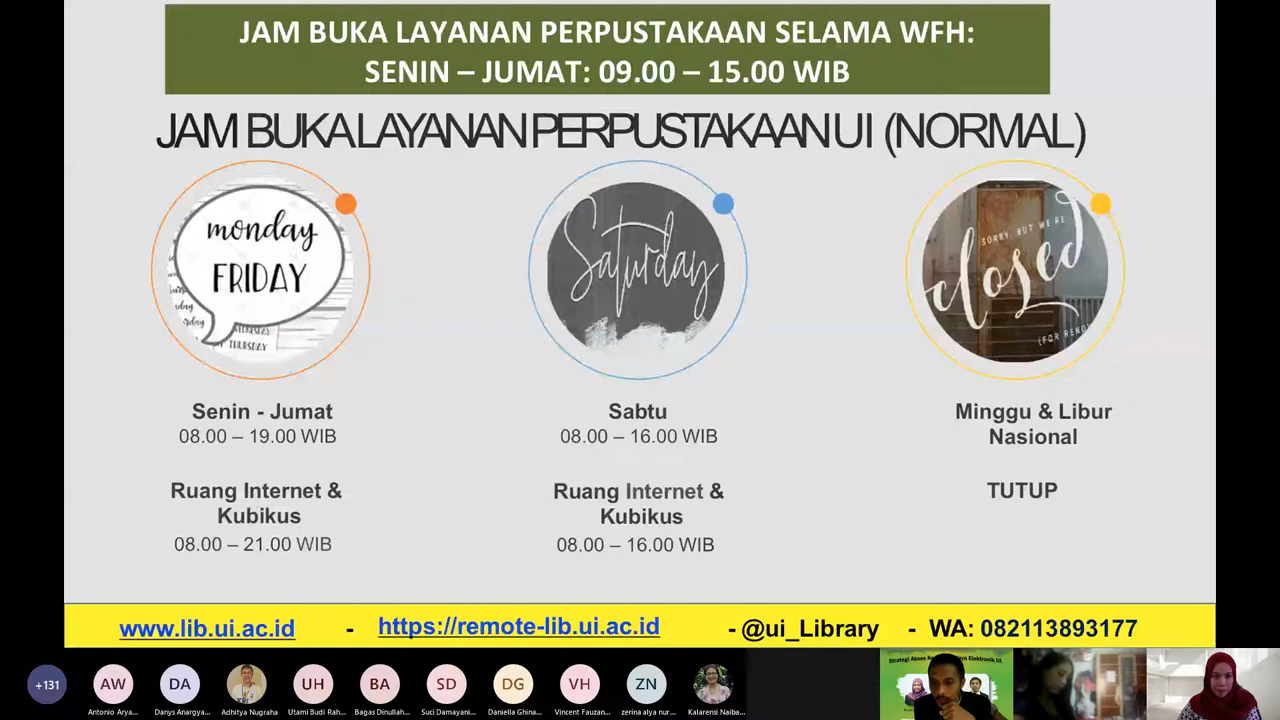 JAM BUKA LAYANAN PERPUSTAKAAN SELAMA WFH:
SENIN – JUMAT: 09.00 – 15.00 WIB
JAM BUKA LAYANAN PERPUSTAKAAN UI (NORMAL)
monday
FRIDAY
THURSDAY
Saturday
SORRY, BUT WE'RE
closed
Senin - Jumat
08.00 – 19.00 WIB
Ruang Internet &
Kubikus
08.00 – 21.00 WIB
Sabtu
08.00 – 16.00 WIB
Ruang Internet &
Kubikus
08.00 – 16.00 WIB
Minggu & Libur
Nasional
TUTUP
www.lib.ui.ac.id - https://remote-lib.ui.ac.id - @ui_Library - WA: 082113893177
+131
AW
DA
UH
BA
SD
DG
VH
ZN
Antonio Arya...
Danys Anargya...
Adhitya Nugraha
Utami Budi Rah...
Bagas Dinullah...
Suci Damayani...
Daniella Ghina...
Vincent Fauzan...
zerina alya nur...
Kalarensi Naiba...